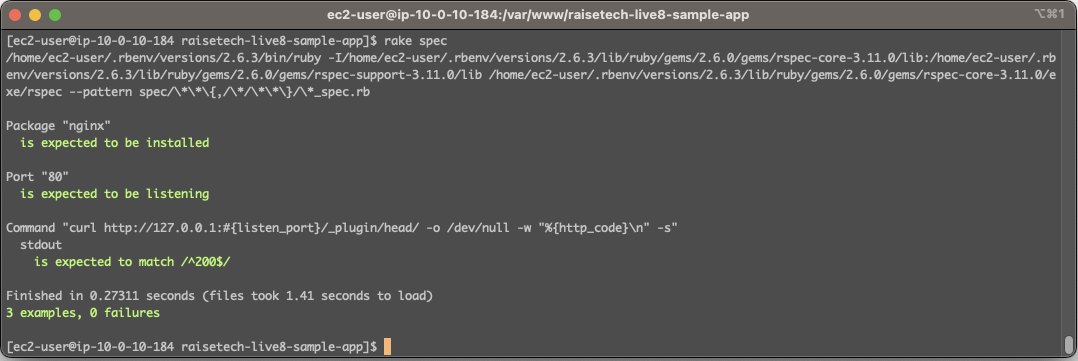 ec2-user@ip-10-0-10-184:/var/www/raisetech-live8-sample-app
⌥⌘1
[ec2-user@ip-10-0-10-184 raisetech-live8-sample-app]$ rake spec
/home/ec2-user/.rbenv/versions/2.6.3/bin/ruby -I/home/ec2-user/.rbenv/versions/2.6.3/lib/ruby/gems/2.6.0/gems/rspec-core-3.11.0/lib:/home/ec2-user/.rb
env/versions/2.6.3/lib/ruby/gems/2.6.0/gems/rspec-support-3.11.0/lib /home/ec2-user/.rbenv/versions/2.6.3/lib/ruby/gems/2.6.0/gems/rspec-core-3.11.0/e
xe/rspec --pattern spec/\*\*\{,/\*/\*\*\}/\*_spec.rb
Package "nginx"
is expected to be installed
Port "80"
is expected to be listening
Command "curl http://127.0.0.1:#{listen_port}/_plugin/head/ -o /dev/null -w "%{http_code}\n" -s"
stdout
is expected to match /^200$/
Finished in 0.27311 seconds (files took 1.41 seconds to load)
3 examples, 0 failures
[ec2-user@ip-10-0-10-184 raisetech-live8-sample-app]$